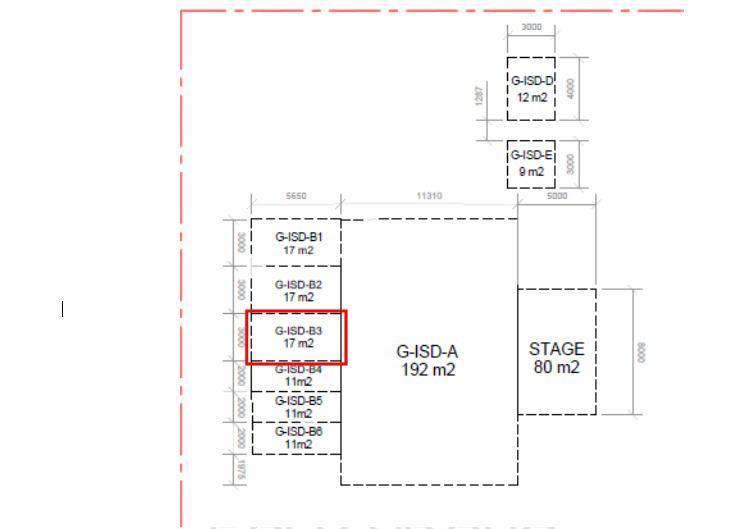 3000
G-ISD-D
12 m2
4000
1287
G-ISD-E
9 m2
3000
5650
11310
5000
3000
G-ISD-B1
17 m2
3000
G-ISD-B2
17 m2
3000
G-ISD-B3
17 m2
G-ISD-A
192 m2
STAGE
80 m2
8000
2000
G-ISD-B4
11m2
2000
G-ISD-B5
11m2
2000
G-ISD-B6
11m2
1975